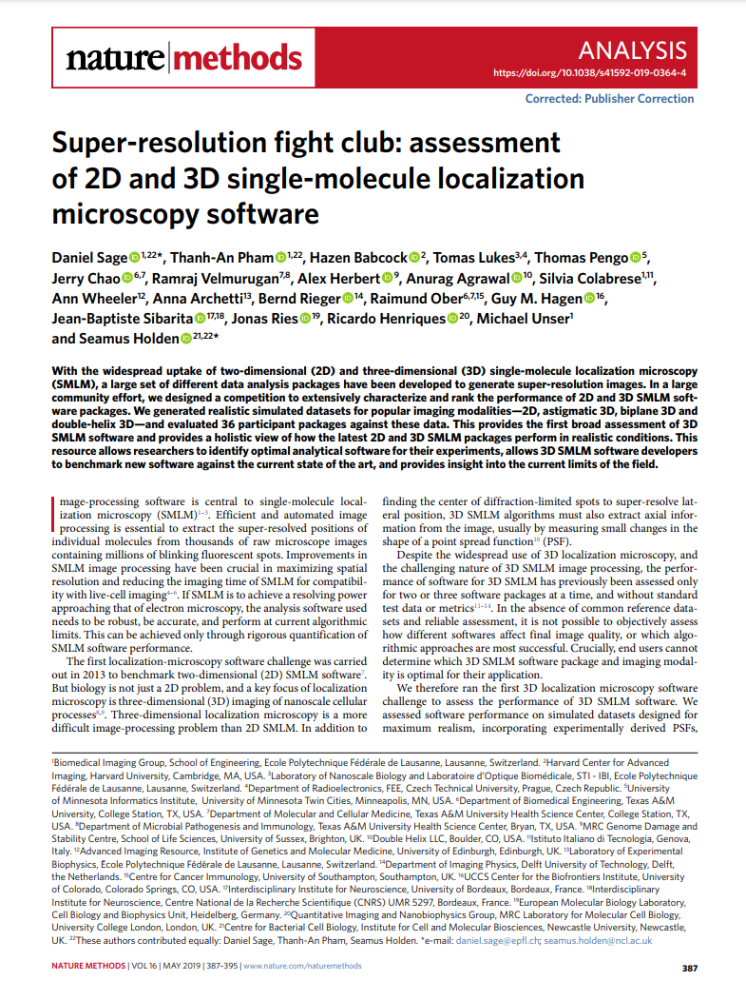 nature|methods
ANALYSIS
https://doi.org/10.1038/s41592-019-0364-4
Corrected: Publisher Correction
Super-resolution fight club: assessment
of 2D and 3D single-molecule localization
microscopy software
Daniel Sage 1,22*, Thanh-An Pham 1,22, Hazen Babcock 2, Tomas Lukes3,4, Thomas Pengo 5,
Jerry Chao 6,7, Ramraj Velmurugan7,8, Alex Herbert 9, Anurag Agrawal 10, Silvia Colabrese1,11,
Ann Wheeler12, Anna Archetti13, Bernd Rieger 14, Raimund Ober6,7,15, Guy M. Hagen 16,
Jean-Baptiste Sibarita 17,18, Jonas Ries 19, Ricardo Henriques 20, Michael Unser1
and Seamus Holden 21,22*
With the widespread uptake of two-dimensional (2D) and three-dimensional (3D) single-molecule localization microscopy
(SMLM), a large set of different data analysis packages have been developed to generate super-resolution images. In a large
community effort, we designed a competition to extensively characterize and rank the performance of 2D and 3D SMLM soft-
ware packages. We generated realistic simulated datasets for popular imaging modalities—2D, astigmatic 3D, biplane 3D and
double-helix 3D—and evaluated 36 participant packages against these data. This provides the first broad assessment of 3D
SMLM software and provides a holistic view of how the latest 2D and 3D SMLM packages perform in realistic conditions. This
resource allows researchers to identify optimal analytical software for their experiments, allows 3D SMLM software developers
to benchmark new software against the current state of the art, and provides insight into the current limits of the field.
Image-processing software is central to single-molecule local-
ization microscopy (SMLM)1–3. Efficient and automated image
processing is essential to extract the super-resolved positions of
individual molecules from thousands of raw microscope images
containing millions of blinking fluorescent spots. Improvements in
SMLM image processing have been crucial in maximizing spatial
resolution and reducing the imaging time of SMLM for compatibil-
ity with live-cell imaging4–6. If SMLM is to achieve a resolving power
approaching that of electron microscopy, the analysis software used
needs to be robust, be accurate, and perform at current algorithmic
limits. This can be achieved only through rigorous quantification of
SMLM software performance.
The first localization-microscopy software challenge was carried
out in 2013 to benchmark two-dimensional (2D) SMLM software7.
But biology is not just a 2D problem, and a key focus of localization
microscopy is three-dimensional (3D) imaging of nanoscale cellular
processes8,9. Three-dimensional localization microscopy is a more
difficult image-processing problem than 2D SMLM. In addition to
finding the center of diffraction-limited spots to super-resolve lat-
eral position, 3D SMLM algorithms must also extract axial infor-
mation from the image, usually by measuring small changes in the
shape of a point spread function10 (PSF).
Despite the widespread use of 3D localization microscopy, and
the challenging nature of 3D SMLM image processing, the perfor-
mance of software for 3D SMLM has previously been assessed only
for two or three software packages at a time, and without standard
test data or metrics11–14. In the absence of common reference data-
sets and reliable assessment, it is not possible to objectively assess
how different softwares affect final image quality, or which algo-
rithmic approaches are most successful. Crucially, end users cannot
determine which 3D SMLM software package and imaging modal-
ity is optimal for their application.
We therefore ran the first 3D localization microscopy software
challenge to assess the performance of 3D SMLM software. We
assessed software performance on simulated datasets designed for
maximum realism, incorporating experimentally derived PSFs,
1Biomedical Imaging Group, School of Engineering, Ecole Polytechnique Fédérale de Lausanne, Lausanne, Switzerland. 2Harvard Center for Advanced
Imaging, Harvard University, Cambridge, MA, USA. 3Laboratory of Nanoscale Biology and Laboratoire d'Optique Biomédicale, STI - IBI, Ecole Polytechnique
Fédérale de Lausanne, Lausanne, Switzerland. 4Department of Radioelectronics, FEE, Czech Technical University, Prague, Czech Republic. 5University
of Minnesota Informatics Institute, University of Minnesota Twin Cities, Minneapolis, MN, USA. 6Department of Biomedical Engineering, Texas A&M
University, College Station, TX, USA. 7Department of Molecular and Cellular Medicine, Texas A&M University Health Science Center, College Station, TX,
USA. 8Department of Microbial Pathogenesis and Immunology, Texas A&M University Health Science Center, Bryan, TX, USA. 9MRC Genome Damage and
Stability Centre, School of Life Sciences, University of Sussex, Brighton, UK. 10Double Helix LLC, Boulder, CO, USA. 11Istituto Italiano di Tecnologia, Genova,
Italy. 12Advanced Imaging Resource, Institute of Genetics and Molecular Medicine, University of Edinburgh, Edinburgh, UK. 13Laboratory of Experimental
Biophysics, Ecole Polytechnique Fédérale de Lausanne, Lausanne, Switzerland. 14Department of Imaging Physics, Delft University of Technology, Delft,
the Netherlands. 15Centre for Cancer Immunology, University of Southampton, Southampton, UK. 16UCCS Center for the Biofrontiers Institute, University
of Colorado, Colorado Springs, CO, USA. 17Interdisciplinary Institute for Neuroscience, University of Bordeaux, Bordeaux, France. 18Interdisciplinary
Institute for Neuroscience, Centre National de la Recherche Scientifique (CNRS) UMR 5297, Bordeaux, France. 19European Molecular Biology Laboratory,
Cell Biology and Biophysics Unit, Heidelberg, Germany. 20Quantitative Imaging and Nanobiophysics Group, MRC Laboratory for Molecular Cell Biology,
University College London, London, UK. 21Centre for Bacterial Cell Biology, Institute for Cell and Molecular Biosciences, Newcastle University, Newcastle,
UK. 22These authors contributed equally: Daniel Sage, Thanh-An Pham, Seamus Holden. *e-mail: daniel.sage@epfl.ch; seamus.holden@ncl.ac.uk
NATURE METHODS | VOL 16 | MAY 2019 | 387–395 | www.nature.com/naturemethods
387